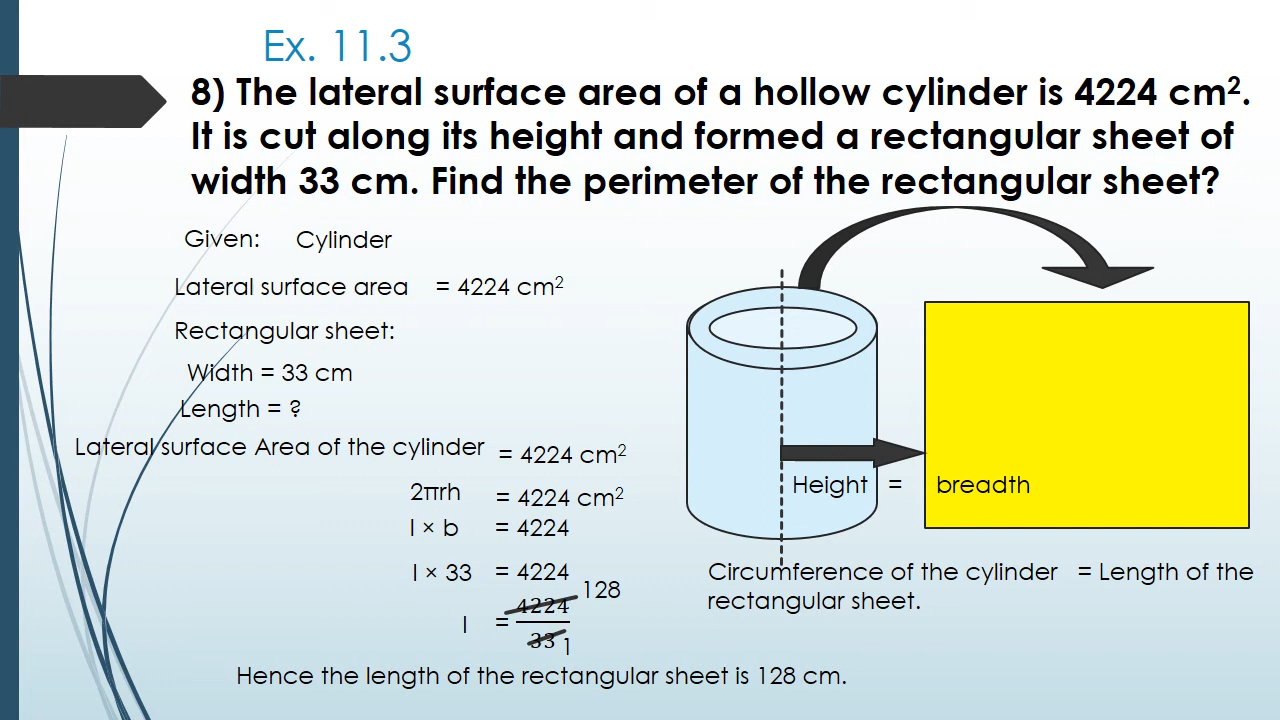 Ex. 11.3
8) The lateral surface area of a hollow cylinder is 4224 cm².
It is cut along its height and formed a rectangular sheet of
width 33 cm. Find the perimeter of the rectangular sheet?
Given: Cylinder
Lateral surface area = 4224 cm²
Rectangular sheet:
Width = 33 cm
Length = ?
Lateral surface Area of the cylinder = 4224 cm²
2πrh = 4224 cm²
l × b = 4224
l × 33 = 4224
128
l = 4224/33
1
Hence the length of the rectangular sheet is 128 cm.
Height = breadth
Circumference of the cylinder = Length of the
rectangular sheet.